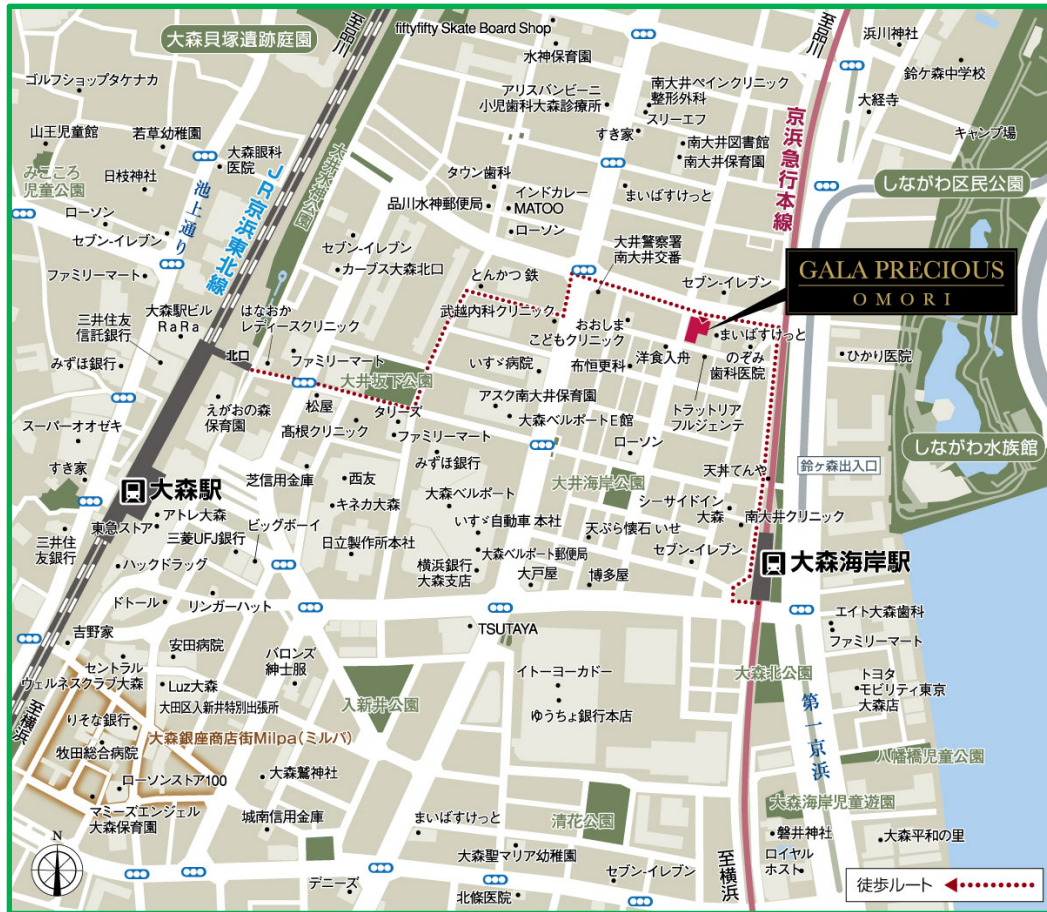 至品川
大森貝塚遺跡庭園
fiftyfifty Skate Board Shop
水神保育園
至品川
浜川神社
鈴ケ森中学校
ゴルフショップタケナカ
アリスバンビーニ
小児歯科大森診療所
南大井ペインクリニック
整形外科
スリーエフ
大経寺
山王児童館
若草幼稚園
すき家
南大井図書館
南大井保育園
京浜急行本線
キャンプ場
みこころ
児童公園
日枝神社
大森眼科
医院
大井水神公園
タウン歯科
インドカレー
MATOO
まいばすけっと
しながわ区民公園
ローソン
池上通り
JR京浜東北線
品川水神郵便局
ローソン
セブン-イレブン
セブン-イレブン
大井警察署
南大井交番
ファミリーマート
カーブス大森北口
とんかつ 鉄
セブン-イレブン
GALA PRECIOUS
OMORI
大森駅ビル
RaRa
はなおか
レディースクリニック
武越内科クリニック
三井住友
信託銀行
おおしま
こどもクリニック
まいばすけっと
みずほ銀行
北口
ファミリーマート
大井坂下公園
いすゞ病院
布恒更科
洋食入舟
のぞみ
歯科医院
ひかり医院
えがおの森
保育園
松屋
タリーズ
アスク南大井保育園
トラットリア
フルジェンテ
スーパーオオゼキ
髙根クリニック
ファミリーマート
大森ベルポートE館
ローソン
しながわ水族館
すき家
みずほ銀行
鈴ヶ森出入口
大森駅
芝信用金庫
西友
大井海岸公園
天丼てんや
キネカ大森
大森ベルポート
シーサイドイン
大森
南大井クリニック
東急ストア
アトレ大森
ビッグボーイ
いすゞ自動車 本社
天ぷら懐石 いせ
三井住
友銀行
三菱UFJ銀行
日立製作所本社
大森ベルポート郵便局
セブン-イレブン
大森海岸駅
ハックドラッグ
横浜銀行
大森支店
大戸屋
博多屋
ドトール
リンガーハット
エイト大森歯科
吉野家
安田病院
TSUTAYA
ファミリーマート
セントラル
ウェルネスクラブ大森
バロンズ
紳士服
イトーヨーカドー
大森北公園
トヨタ
モビリティ東京
大森店
至横浜
Luz大森
大田区入新井特別出張所
入新井公園
ゆうちょ銀行本店
第一京浜
りそな銀行
大森銀座商店街Milpa(ミルパ)
牧田総合病院
八幡橋児童公園
ローソンストア100
大森鷲神社
大森海岸児童遊園
マミーズエンジェル
大森保育園
城南信用金庫
まいばすけっと
清花公園
磐井神社
大森平和の里
N
大森聖マリア幼稚園
至横浜
ロイヤル
ホスト
デニーズ
北條医院
セブン-イレブン
徒歩ルート